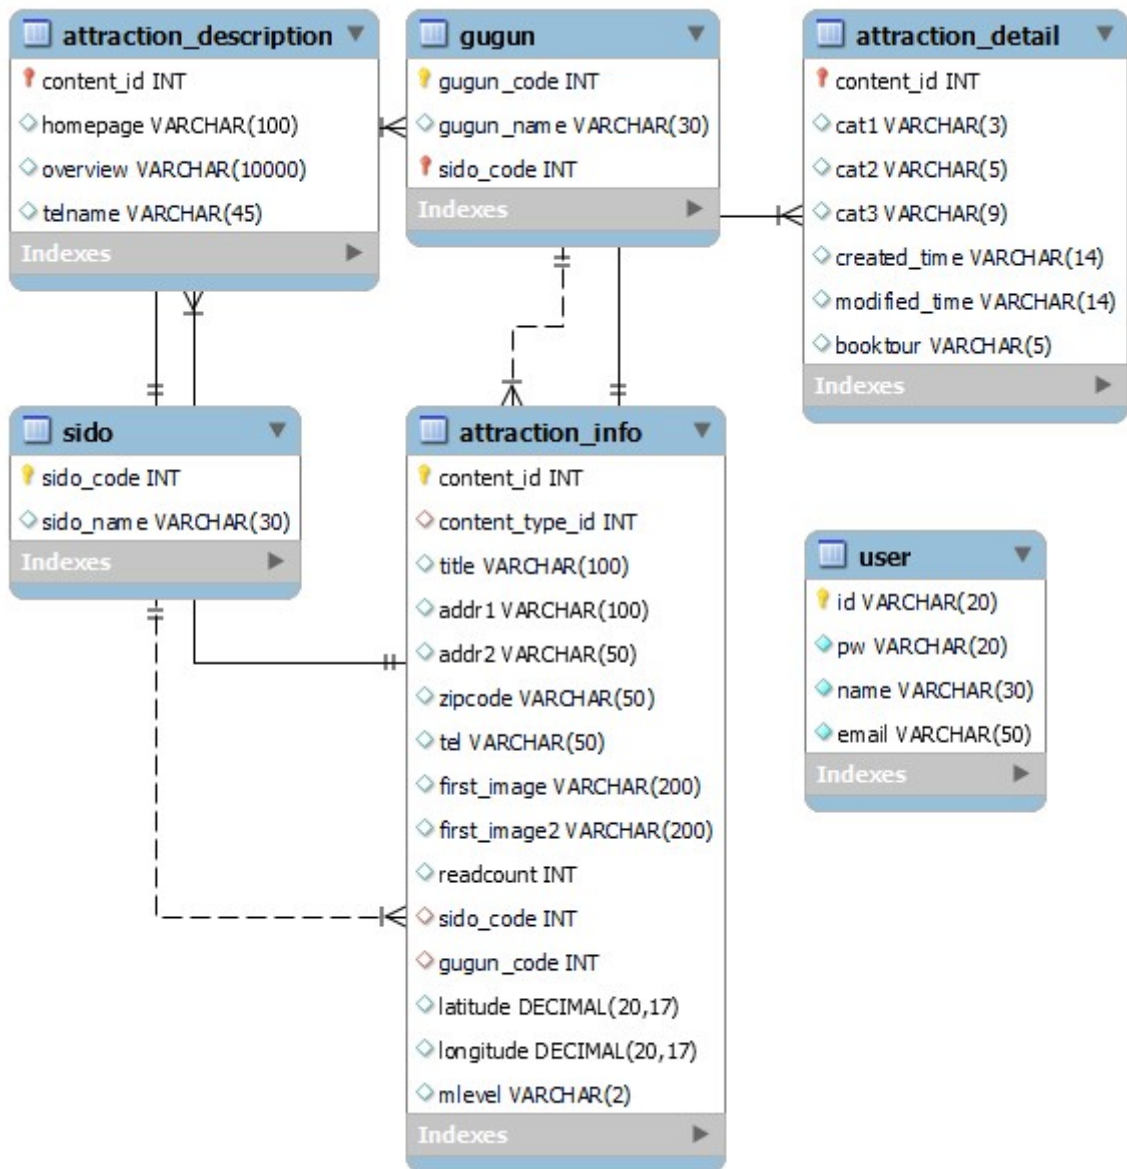 attraction_description
content_id INT
homepage VARCHAR(100)
overview VARCHAR(10000)
telname VARCHAR(45)
Indexes
gugun
gugun_code INT
gugun_name VARCHAR(30)
sido_code INT
Indexes
attraction_detail
content_id INT
cat1 VARCHAR(3)
cat2 VARCHAR(5)
cat3 VARCHAR(9)
created_time VARCHAR(14)
modified_time VARCHAR(14)
booktour VARCHAR(5)
Indexes
sido
sido_code INT
sido_name VARCHAR(30)
Indexes
attraction_info
content_id INT
content_type_id INT
title VARCHAR(100)
addr1 VARCHAR(100)
addr2 VARCHAR(50)
zipcode VARCHAR(50)
tel VARCHAR(50)
first_image VARCHAR(200)
first_image2 VARCHAR(200)
readcount INT
sido_code INT
gugun_code INT
latitude DECIMAL(20,17)
longitude DECIMAL(20,17)
mlevel VARCHAR(2)
Indexes
user
id VARCHAR(20)
pw VARCHAR(20)
name VARCHAR(30)
email VARCHAR(50)
Indexes